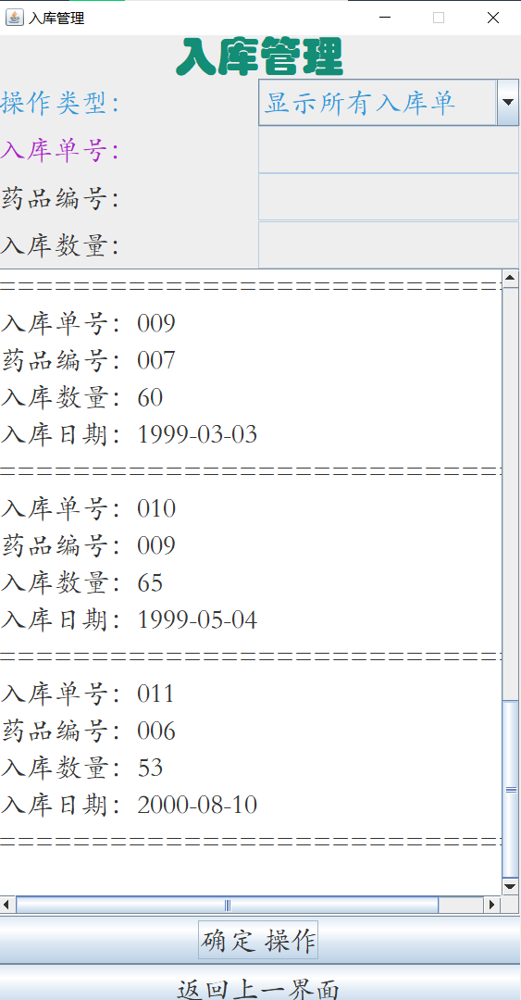 入库管理
入库管理
操作类型：
显示所有入库单
入库单号：
药品编号：
入库数量：
==============================
入库单号：009
药品编号：007
入库数量：60
入库日期：1999-03-03
==============================
入库单号：010
药品编号：009
入库数量：65
入库日期：1999-05-04
==============================
入库单号：011
药品编号：006
入库数量：53
入库日期：2000-08-10
==============================
确定 操作
返回上一界面